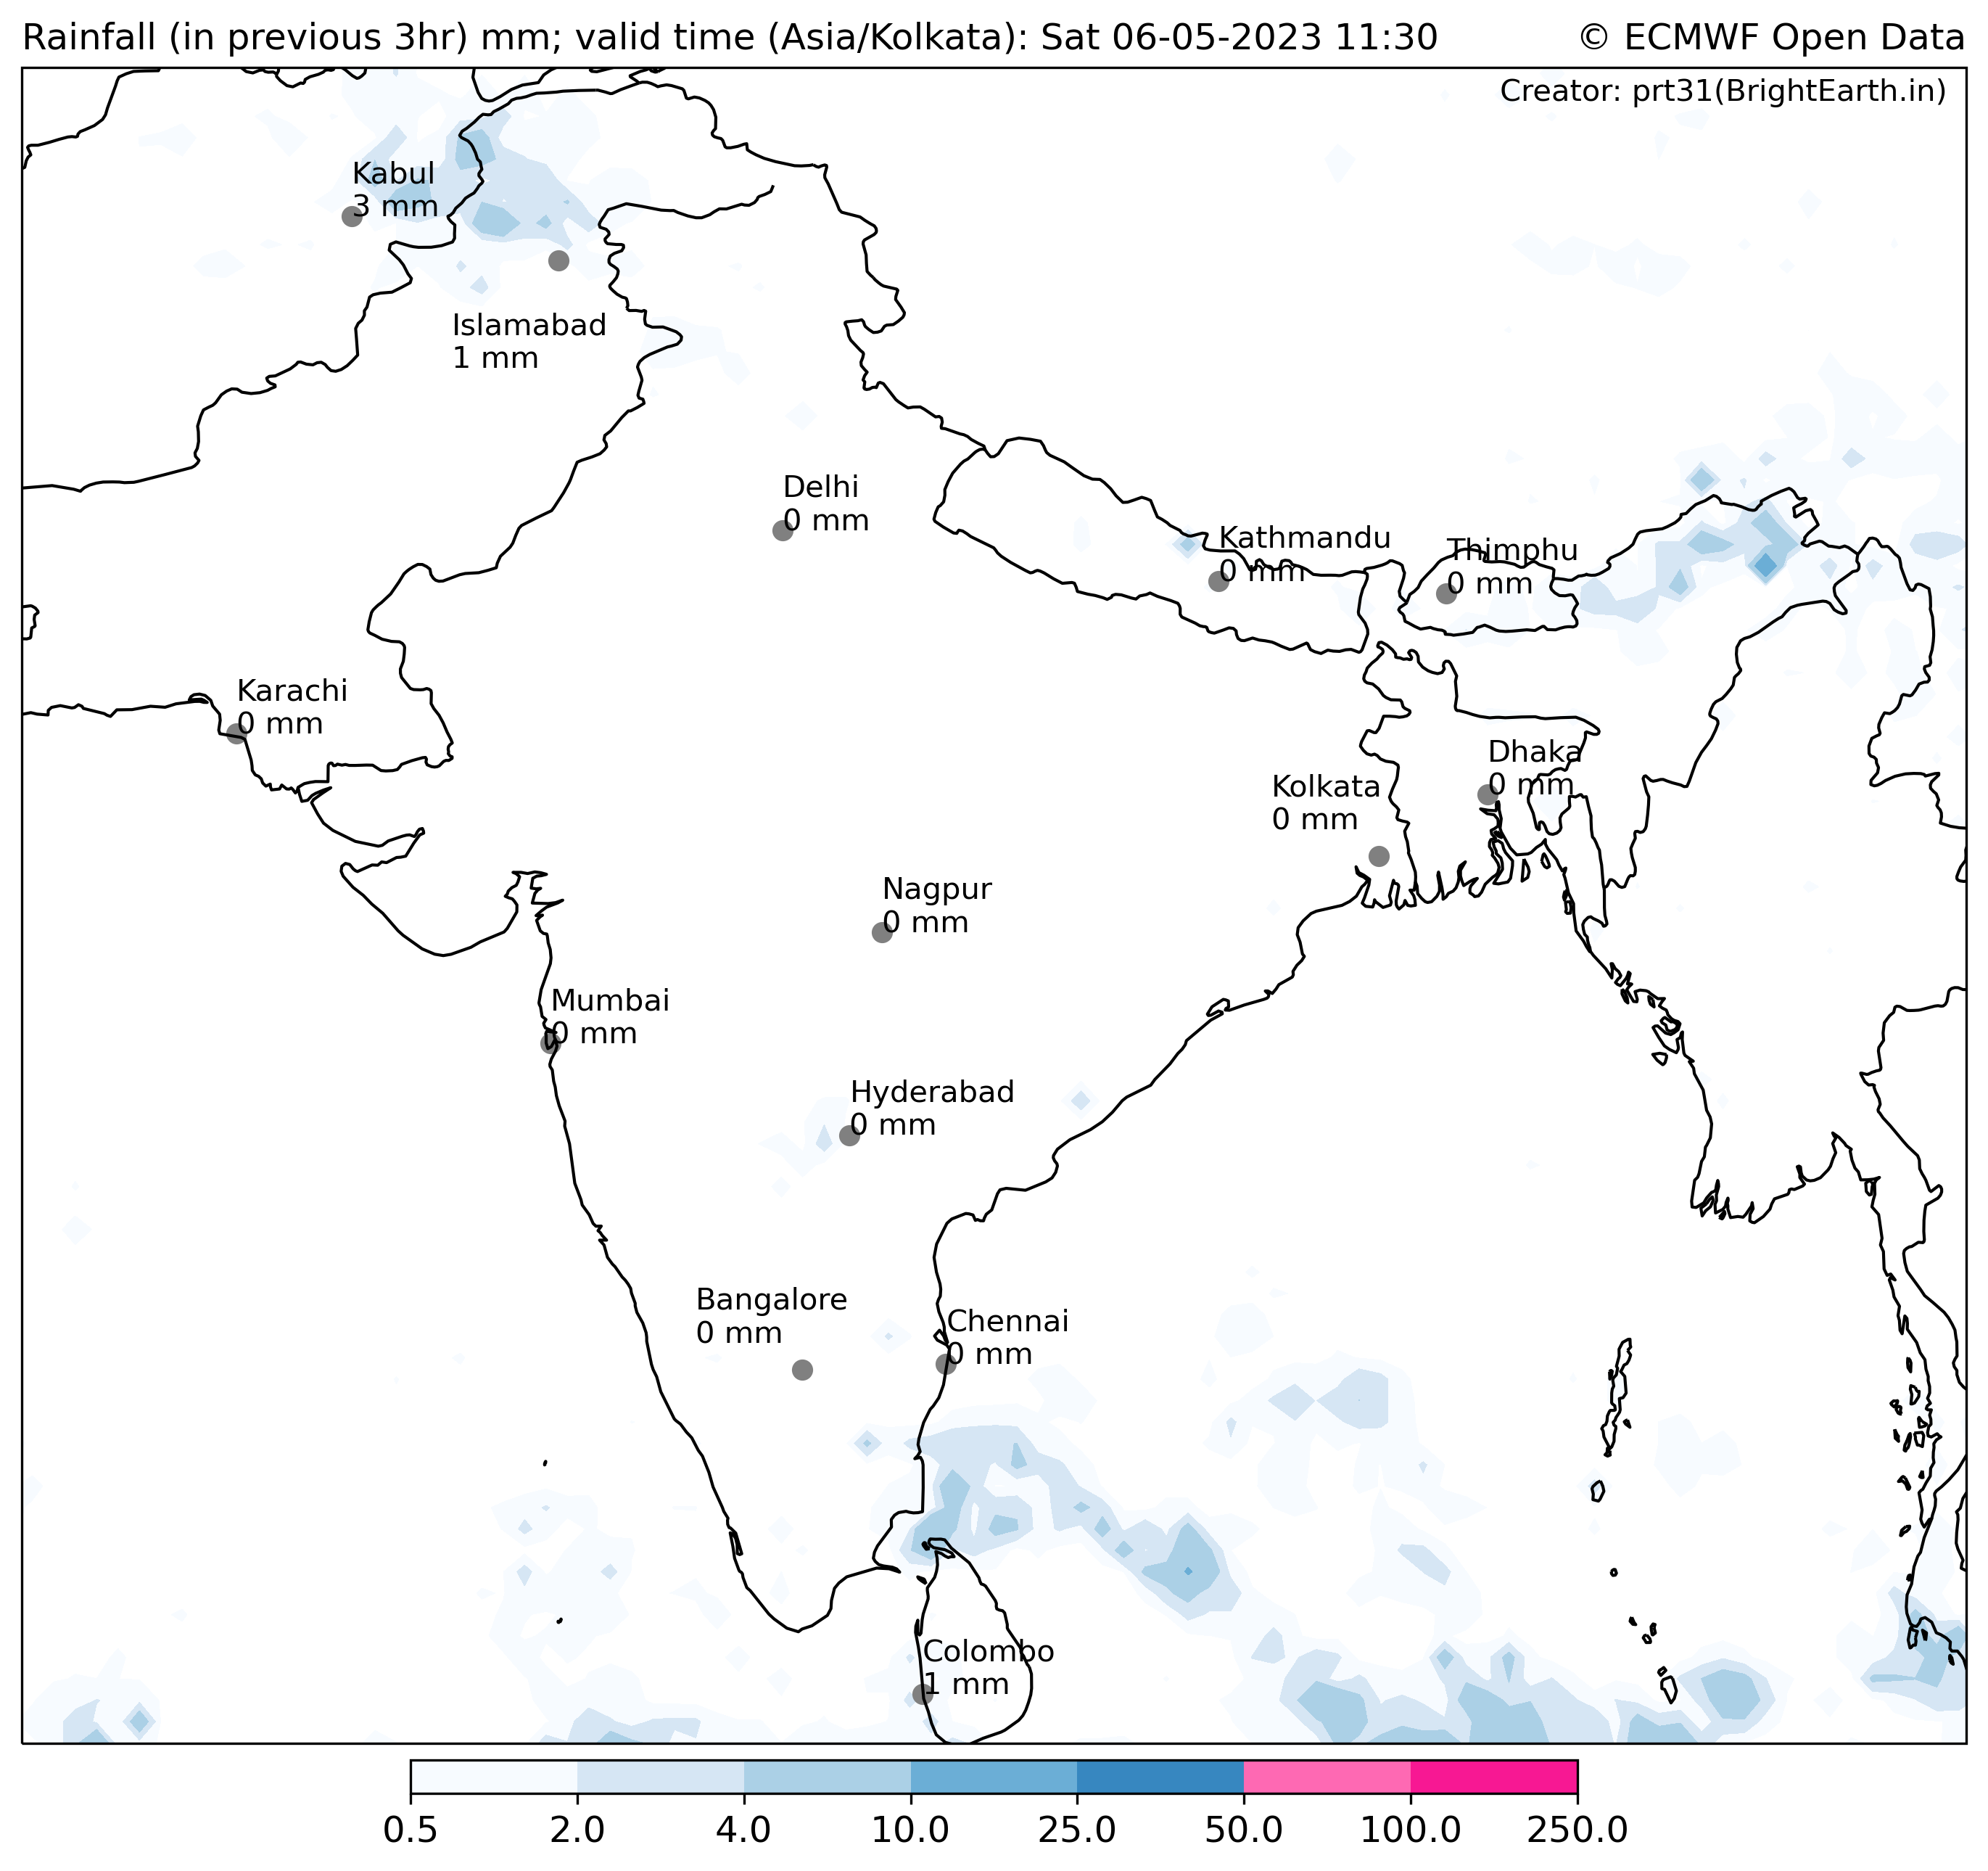 Rainfall (in previous 3hr) mm; valid time (Asia/Kolkata): Sat 06-05-2023 11:30
© ECMWF Open Data
Creator: prt31(BrightEarth.in)
Kabul
3 mm
Islamabad
1 mm
Delhi
0 mm
Kathmandu
0 mm
Thimphu
0 mm
Karachi
0 mm
Dhaka
0 mm
Kolkata
0 mm
Nagpur
0 mm
Mumbai
0 mm
Hyderabad
0 mm
Bangalore
0 mm
Chennai
0 mm
Colombo
1 mm
0.5 2.0 4.0 10.0 25.0 50.0 100.0 250.0